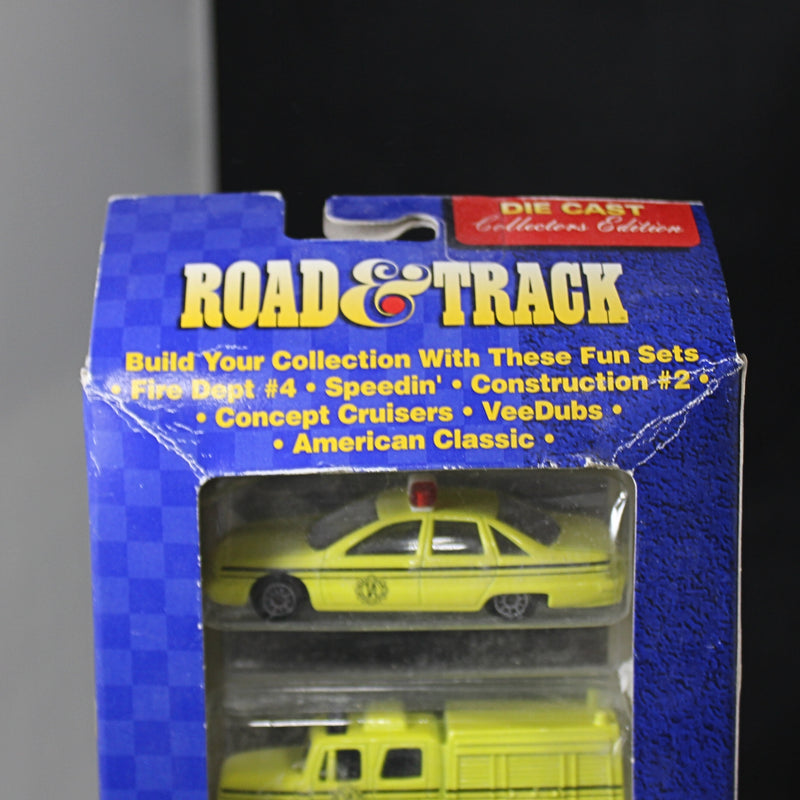 DIE CAST
Collectors Edition
ROAD & TRACK
Build Your Collection With These Fun Sets
• Fire Dept #4 • Speedin' • Construction #2 •
• Concept Cruisers • VeeDubs •
• American Classic •